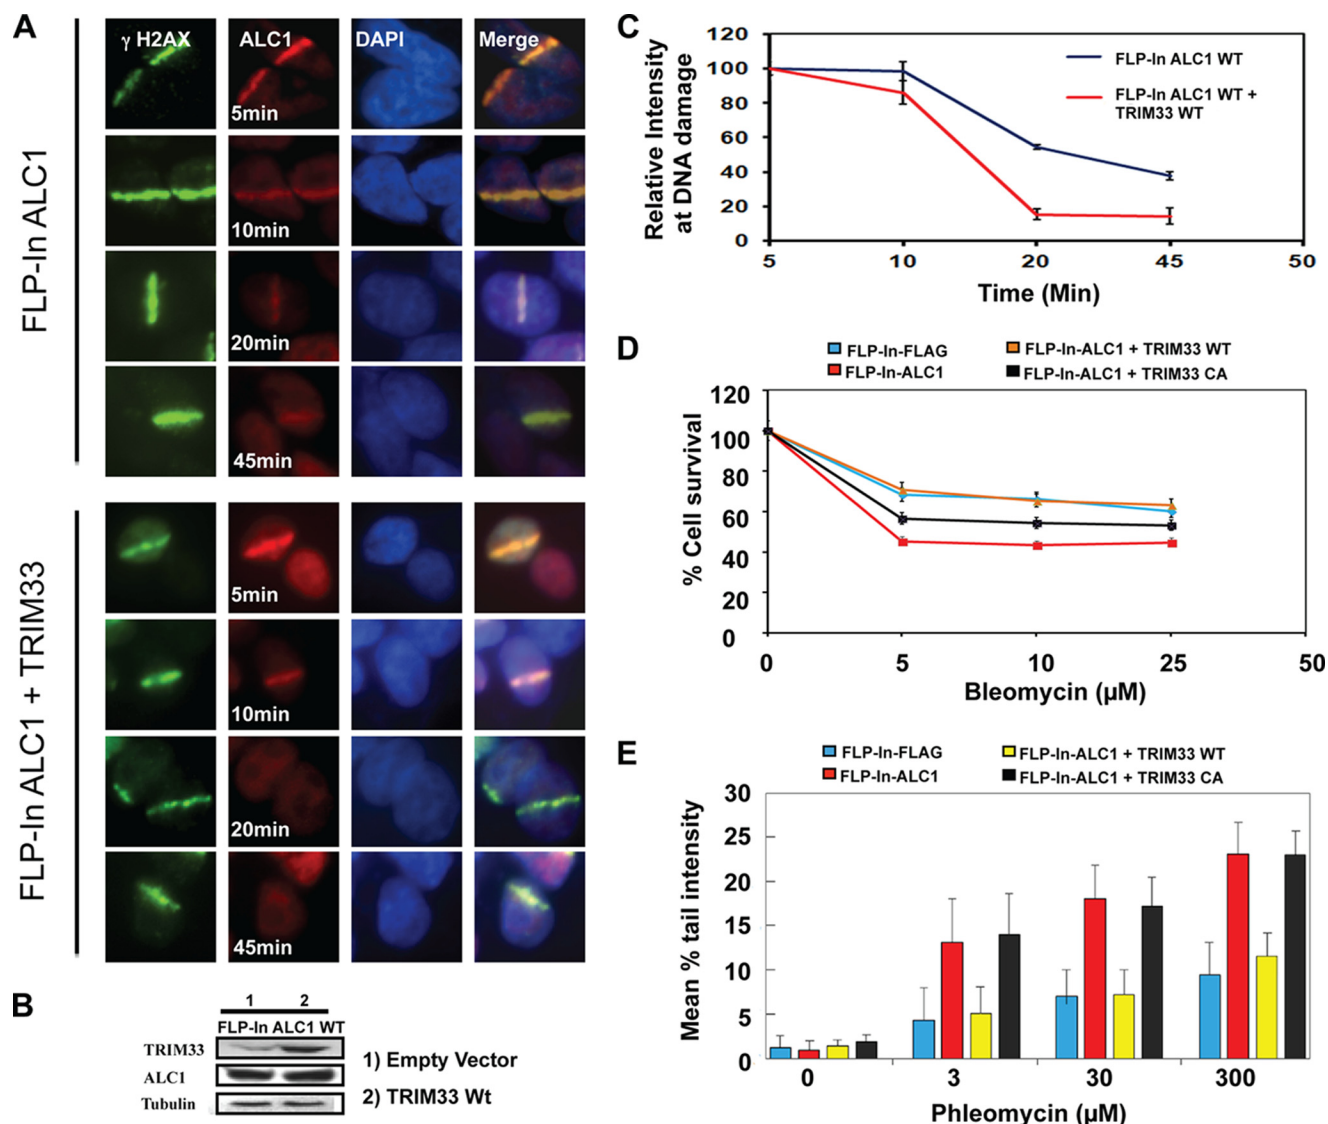 A
γ H2AX
ALC1
DAPI
Merge
FLP-In ALC1
5min
10min
20min
45min
FLP-In ALC1 + TRIM33
5min
10min
20min
45min
B
1
2
FLP-In ALC1 WT
TRIM33
ALC1
Tubulin
1) Empty Vector
2) TRIM33 Wt
C
FLP-In ALC1 WT
FLP-In ALC1 WT +
TRIM33 WT
Relative Intensity
at DNA damage
120
100
80
60
40
20
0
5
10
20
45
50
Time (Min)
D
FLP-In-FLAG
FLP-In-ALC1 + TRIM33 WT
FLP-In-ALC1
FLP-In-ALC1 + TRIM33 CA
% Cell survival
120
100
80
60
40
20
0
0
5
10
25
50
Bleomycin (µM)
E
FLP-In-FLAG
FLP-In-ALC1 + TRIM33 WT
FLP-In-ALC1
FLP-In-ALC1 + TRIM33 CA
Mean % tail intensity
30
25
20
15
10
5
0
0
3
30
300
Phleomycin (µM)